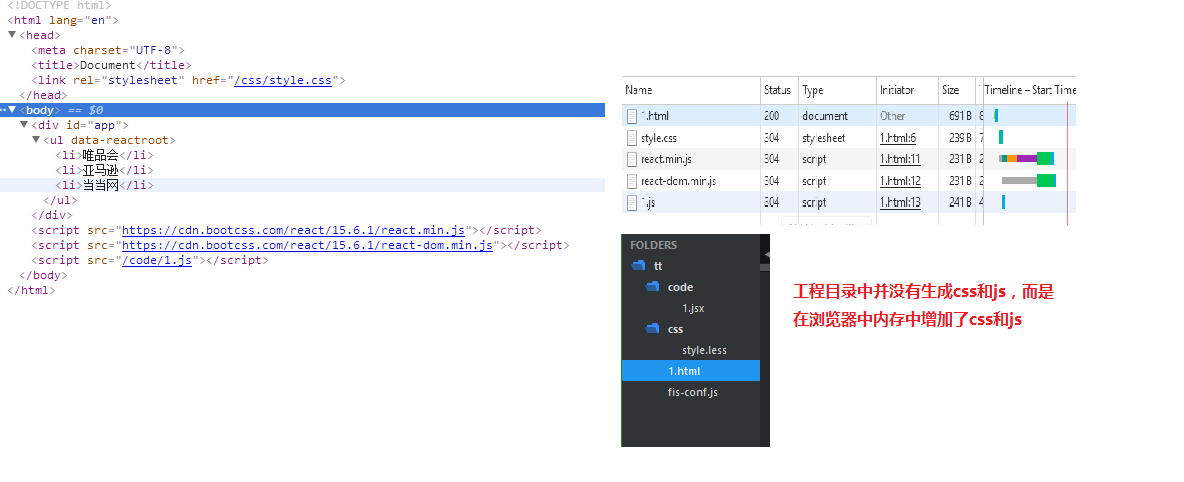 <!DOCTYPE html>
<html lang="en">
<head>
<meta charset="UTF-8">
<title>Document</title>
<link rel="stylesheet" href="/css/style.css">
</head>
<body> == $0
<div id="app">
<ul data-reactroot>
<li>唯品会</li>
<li>亚马逊</li>
<li>当当网</li>
</ul>
</div>
<script src="https://cdn.bootcss.com/react/15.6.1/react.min.js"></script>
<script src="https://cdn.bootcss.com/react/15.6.1/react-dom.min.js"></script>
<script src="/code/1.js"></script>
</body>
</html>
Name Status Type Initiator Size Timeline – Start Time
1.html 200 document Other 691 B 8
style.css 304 stylesheet 1.html:6 239 B 7
react.min.js 304 script 1.html:11 231 B 2
react-dom.min.js 304 script 1.html:12 231 B 2
1.js 304 script 1.html:13 241 B 4
FOLDERS
tt
code
1.jsx
css
style.less
1.html
fis-conf.js
工程目录中并没有生成css和js，而是
在浏览器中内存中增加了css和js